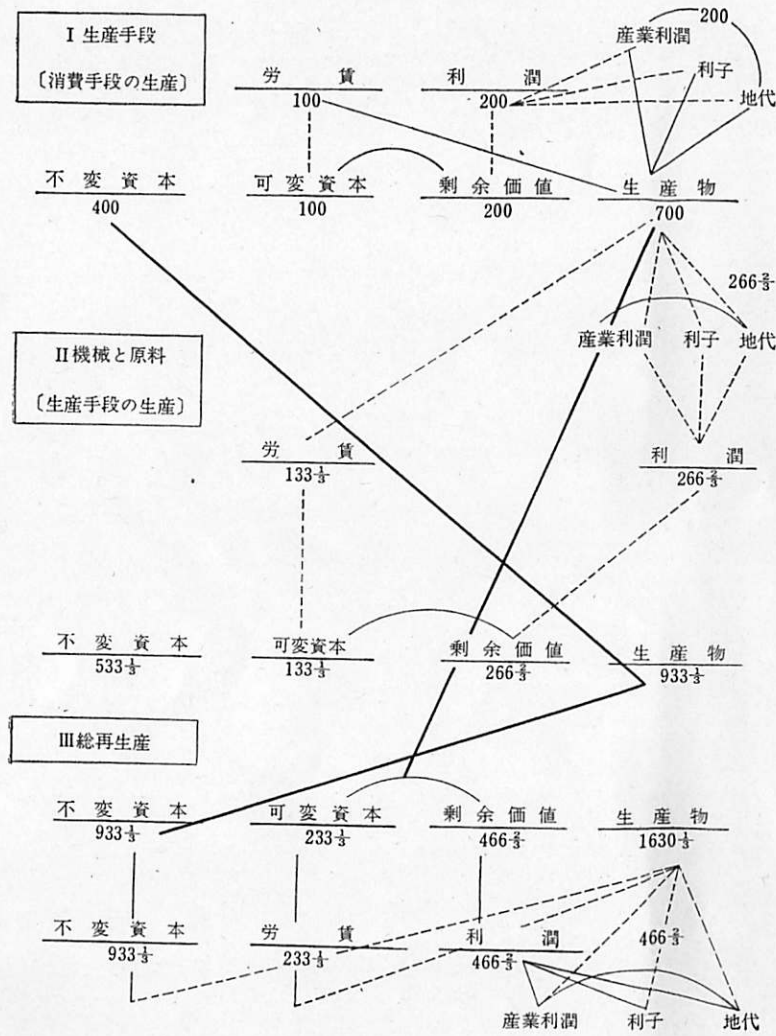 I 生産手段
〔消費手段の生産〕
200
産業利潤
利子
地代
労賃
100
利潤
200
不変資本
400
可変資本
100
剰余価値
200
生産物
700
266⅔
産業利潤 利子 地代
II 機械と原料
〔生産手段の生産〕
労賃
133⅓
利潤
266⅔
不変資本
533⅓
可変資本
133⅓
剰余価値
266⅔
生産物
933⅓
III 総再生産
不変資本
933⅓
可変資本
233⅓
剰余価値
466⅔
生産物
1630⅓
不変資本
933⅓
労賃
233⅓
利潤
466⅔
466⅔
産業利潤 利子 地代